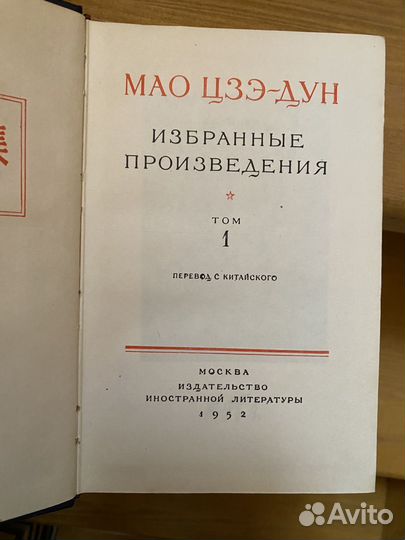 МАО ЦЗЭ-ДУН
ИЗБРАННЫЕ
ПРОИЗВЕДЕНИЯ
ТОМ
1
ПЕРЕВОД С КИТАЙСКОГО
МОСКВА
ИЗДАТЕЛЬСТВО
ИНОСТРАННОЙ ЛИТЕРАТУРЫ
1952
Avito